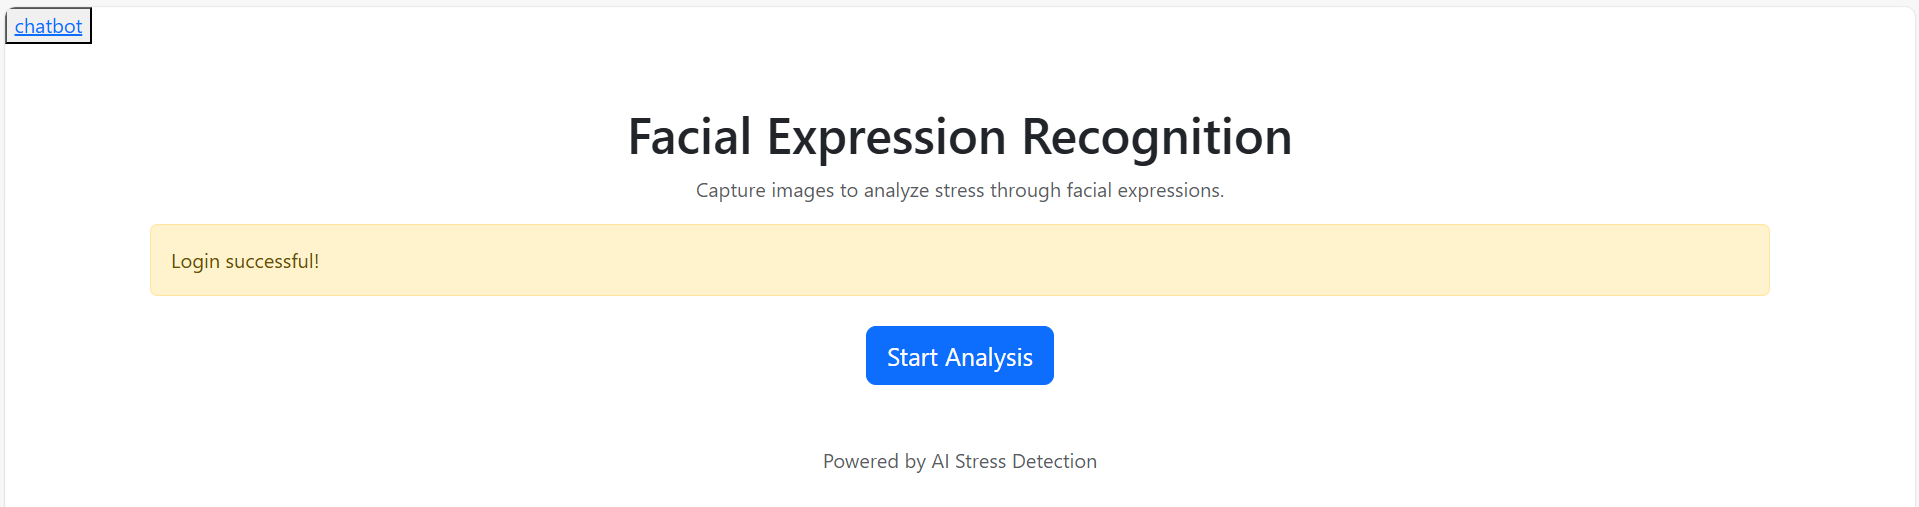 chatbot
Facial Expression Recognition
Capture images to analyze stress through facial expressions.
Login successful!
Start Analysis
Powered by AI Stress Detection